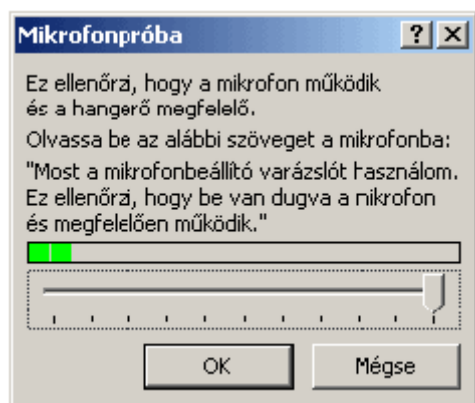 Mikrofonpróba
Ez ellenőrzi, hogy a mikrofon működik
és a hangerő megfelelő.
Olvassa be az alábbi szöveget a mikrofonba:
"Most a mikrofonbeállító varázslót használom.
Ez ellenőrzi, hogy be van dugva a nikrofon
és megfelelően működik."
OK
Mégse